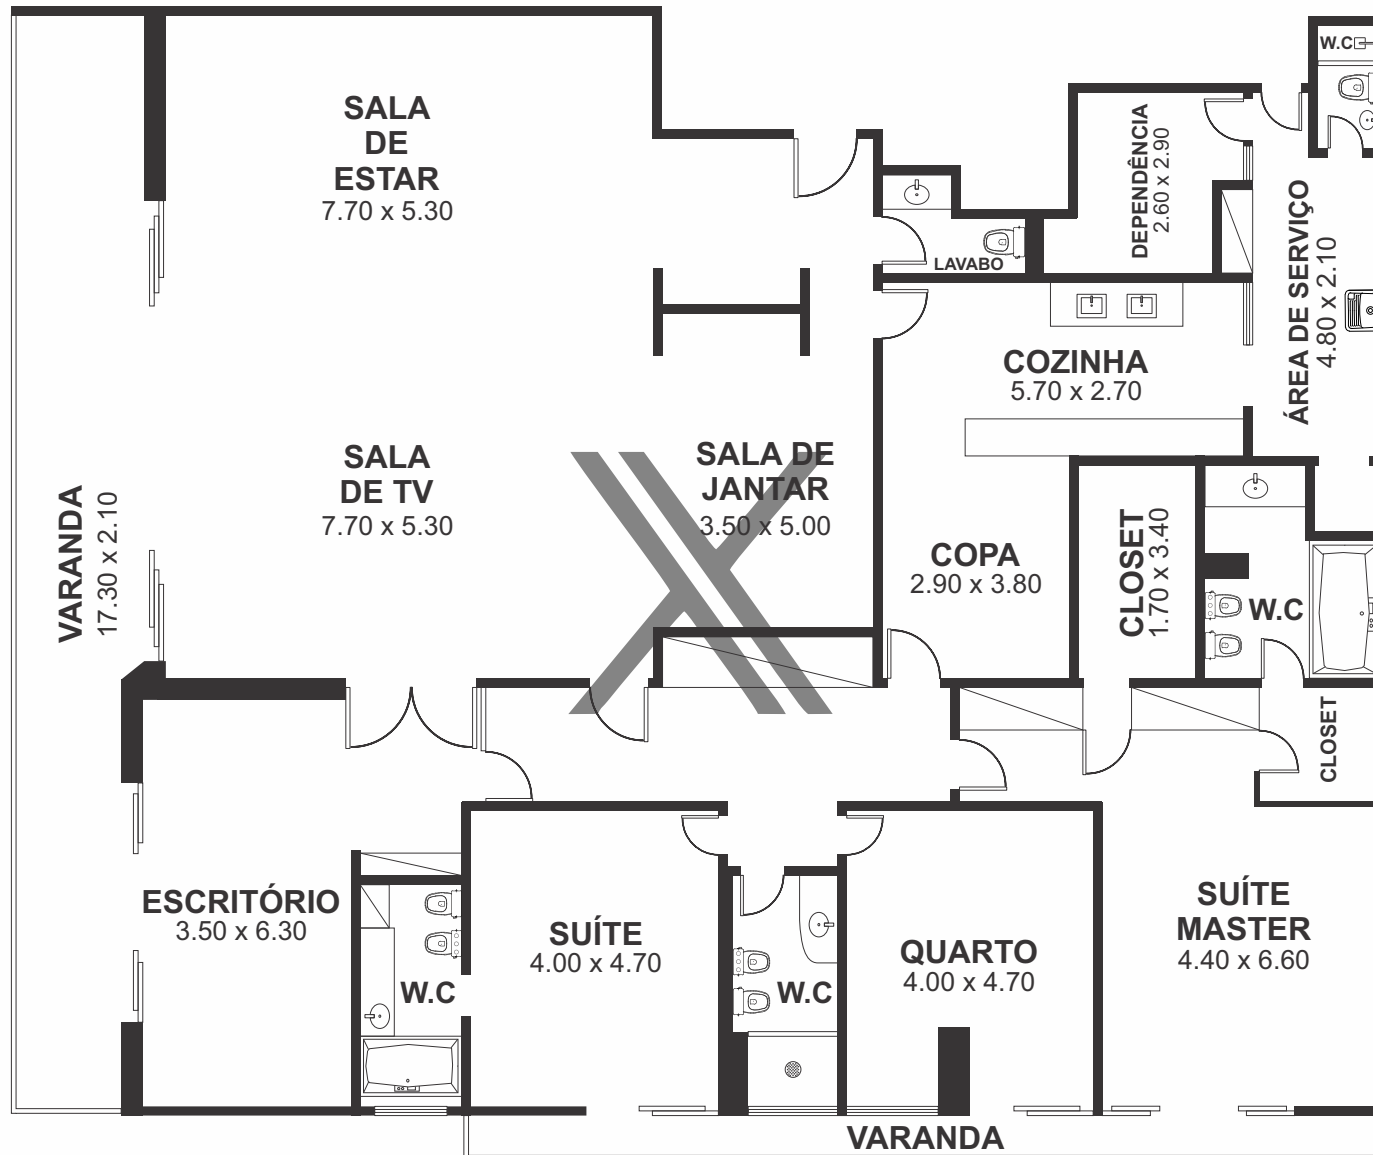 SALA
DE
ESTAR
7.70 x 5.30
W.C
DEPENDÊNCIA
2.60 x 2.90
LAVABO
ÁREA DE SERVIÇO
4.80 x 2.10
COZINHA
5.70 x 2.70
VARANDA
17.30 x 2.10
SALA
DE TV
7.70 x 5.30
SALA DE
JANTAR
3.50 x 5.00
COPA
2.90 x 3.80
CLOSET
1.70 x 3.40
W.C
CLOSET
ESCRITÓRIO
3.50 x 6.30
W.C
SUÍTE
4.00 x 4.70
W.C
QUARTO
4.00 x 4.70
SUÍTE
MASTER
4.40 x 6.60
VARANDA